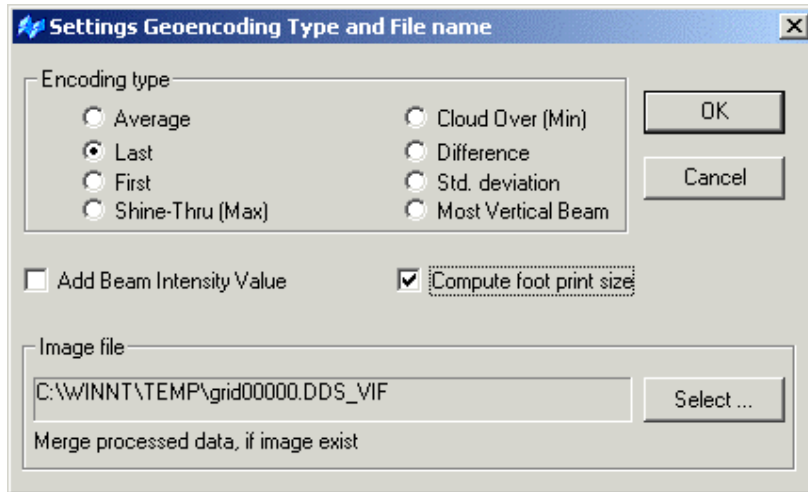 Settings Geoencoding Type and File name
Encoding type
Average
Last
First
Shine-Thru (Max)
Cloud Over (Min)
Difference
Std. deviation
Most Vertical Beam
OK
Cancel
Add Beam Intensity Value
Compute foot print size
Image file
C:\WINNT\TEMP\grid00000.DDS_VIF
Select ...
Merge processed data, if image exist